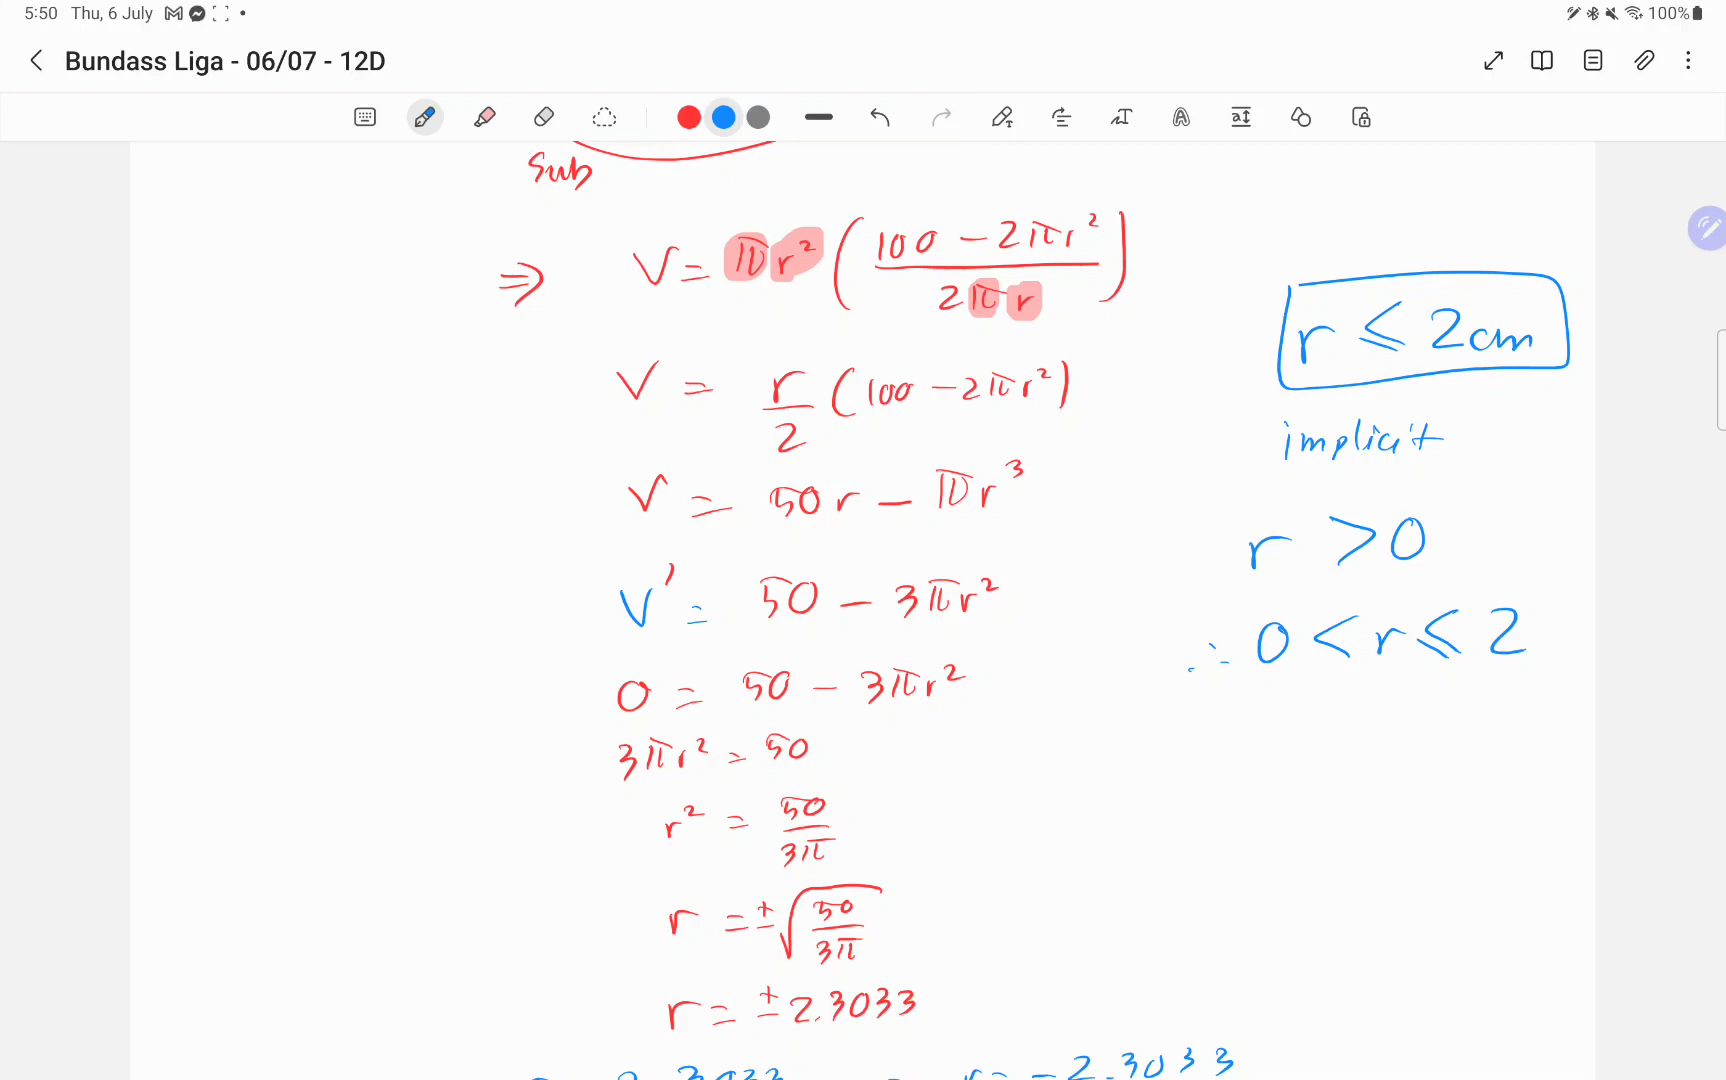 5:50 Thu, 6 July 100%
Bundass Liga - 06/07 - 12D
Sub
⇒ V = πr² ( (100 - 2πr²) / 2πr )
V = r/2 (100 - 2πr²)
V = 50r - πr³
V' = 50 - 3πr²
0 = 50 - 3πr²
3πr² = 50
r² = 50/3π
r = ±√(50/3π)
r = ±2.3033
r = -2.3033
r ≤ 2cm
implicit
r > 0
∴ 0 < r ≤ 2